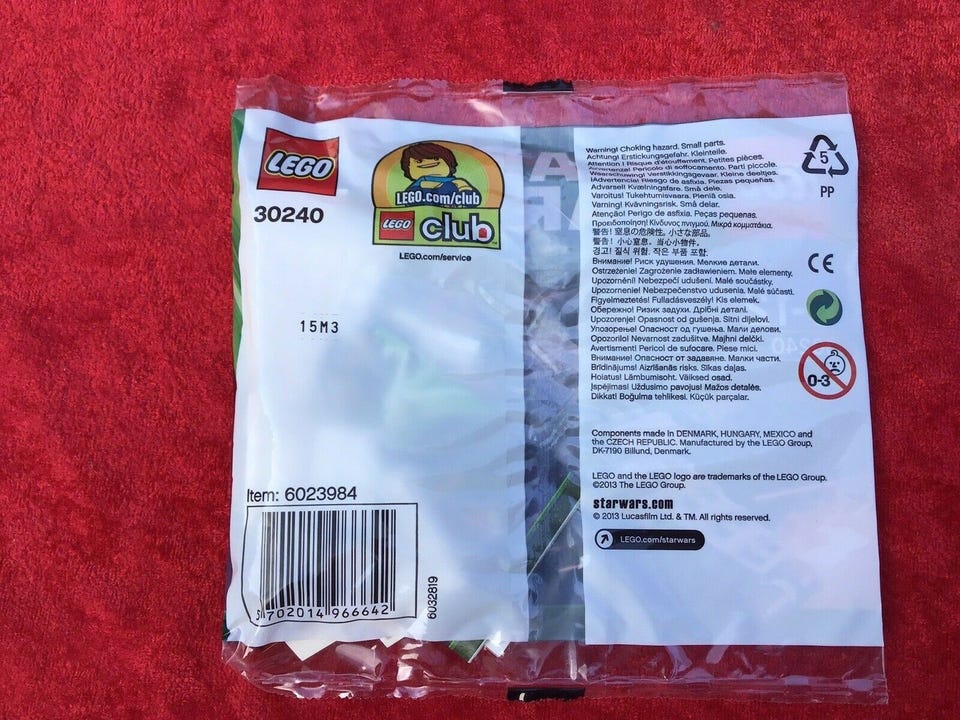 LEGO
30240
LEGO.com/club
LEGO club
LEGO.com/service
15M3
Item: 6023984
5 702014 966642
6032819
Warning! Choking hazard. Small parts.
Achtung! Erstickungsgefahr. Kleinteile.
Attention ! Risque d'étouffement. Petites pièces.
Avvertenza! Pericolo di soffocamento. Parti piccole.
Waarschuwing! Verstikkingsgevaar. Kleine deeltjes.
¡Advertencia! Riesgo de asfixia. Piezas pequeñas.
Advarsel! Kvælningsfare. Små dele.
Varoitus! Tukehtumisvaara. Pieniä osia.
Varning! Kvävningsrisk. Små delar.
Atenção! Perigo de asfixia. Peças pequenas.
Προειδοποίηση! Κίνδυνος πνιγμού. Μικρά κομματάκια.
警告! 窒息の危険性。小さな部品。
警告! 小心窒息。当心小物件。
경고! 질식 위험. 작은 부품 포함.
Внимание! Риск удушения. Мелкие детали.
Ostrzeżenie! Zagrożenie zadławieniem. Małe elementy.
Upozornění! Nebezpečí udušení. Malé součástky.
Upozornenie! Nebezpečenstvo udusenia. Malé súčasti.
Figyelmeztetés! Fulladásveszély! Kis elemek.
Обережно! Ризик задухи. Дрібні деталі.
Upozorenje! Opasnost od gušenja. Sitni dijelovi.
Упозорење! Опасност од гушења. Мали делови.
Opozorilo! Nevarnost zadušitve. Majhni delčki.
Avertisment! Pericol de sufocare. Piese mici.
Внимание! Опасност от задавяне. Малки части.
Brīdinājums! Aizrīšanās risks. Sīkas daļas.
Hoiatus! Lämbumisoht. Väiksed osad.
Įspėjimas! Uždusimo pavojus! Mažos detalės.
Dikkat! Boğulma tehlikesi. Küçük parçalar.
5
PP
CE
0-3
Components made in DENMARK, HUNGARY, MEXICO and
the CZECH REPUBLIC. Manufactured by the LEGO Group,
DK-7190 Billund, Denmark.
LEGO and the LEGO logo are trademarks of the LEGO Group.
©2013 The LEGO Group.
starwars.com
© 2013 Lucasfilm Ltd. & TM. All rights reserved.
LEGO.com/starwars